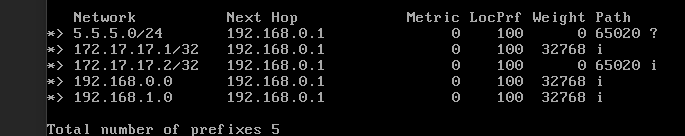 Network Next Hop Metric LocPrf Weight Path
*> 5.5.5.0/24 192.168.0.1 0 100 0 65020 ?
*> 172.17.17.1/32 192.168.0.1 0 100 32768 i
*> 172.17.17.2/32 192.168.0.1 0 100 0 65020 i
*> 192.168.0.0 192.168.0.1 0 100 32768 i
*> 192.168.1.0 192.168.0.1 0 100 32768 i
Total number of prefixes 5